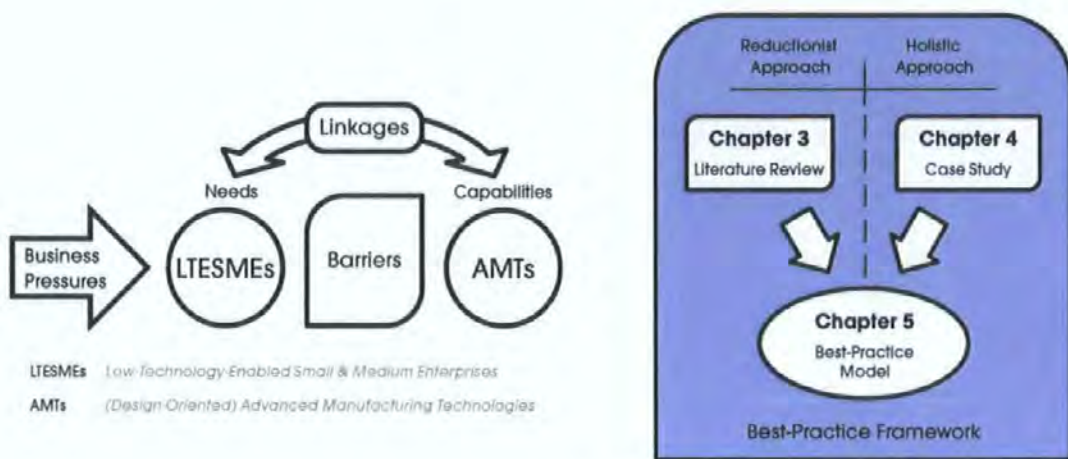 Linkages
Needs
Capabilities
Business
Pressures
LTESMEs
Barriers
AMTs
LTESMEs Low-Technology-Enabled Small & Medium Enterprises
AMTs (Design-Oriented) Advanced Manufacturing Technologies
Reductionist
Approach
Holistic
Approach
Chapter 3
Literature Review
Chapter 4
Case Study
Chapter 5
Best-Practice
Model
Best-Practice Framework